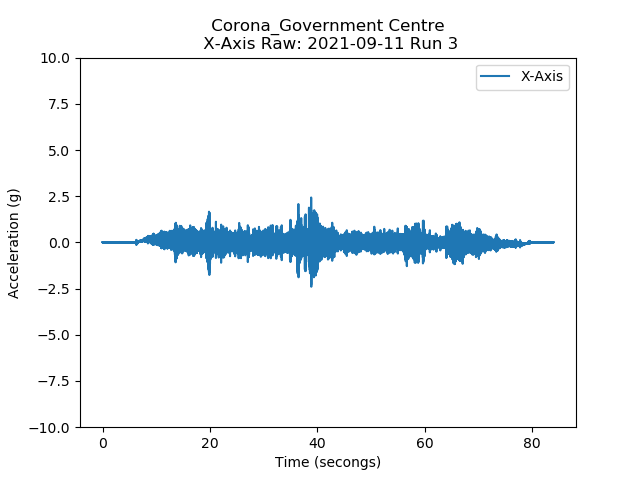 Corona_Government Centre
X-Axis Raw: 2021-09-11 Run 3
X-Axis
10.0
7.5
5.0
2.5
0.0
−2.5
−5.0
−7.5
−10.0
Acceleration (g)
0 20 40 60 80
Time (secongs)